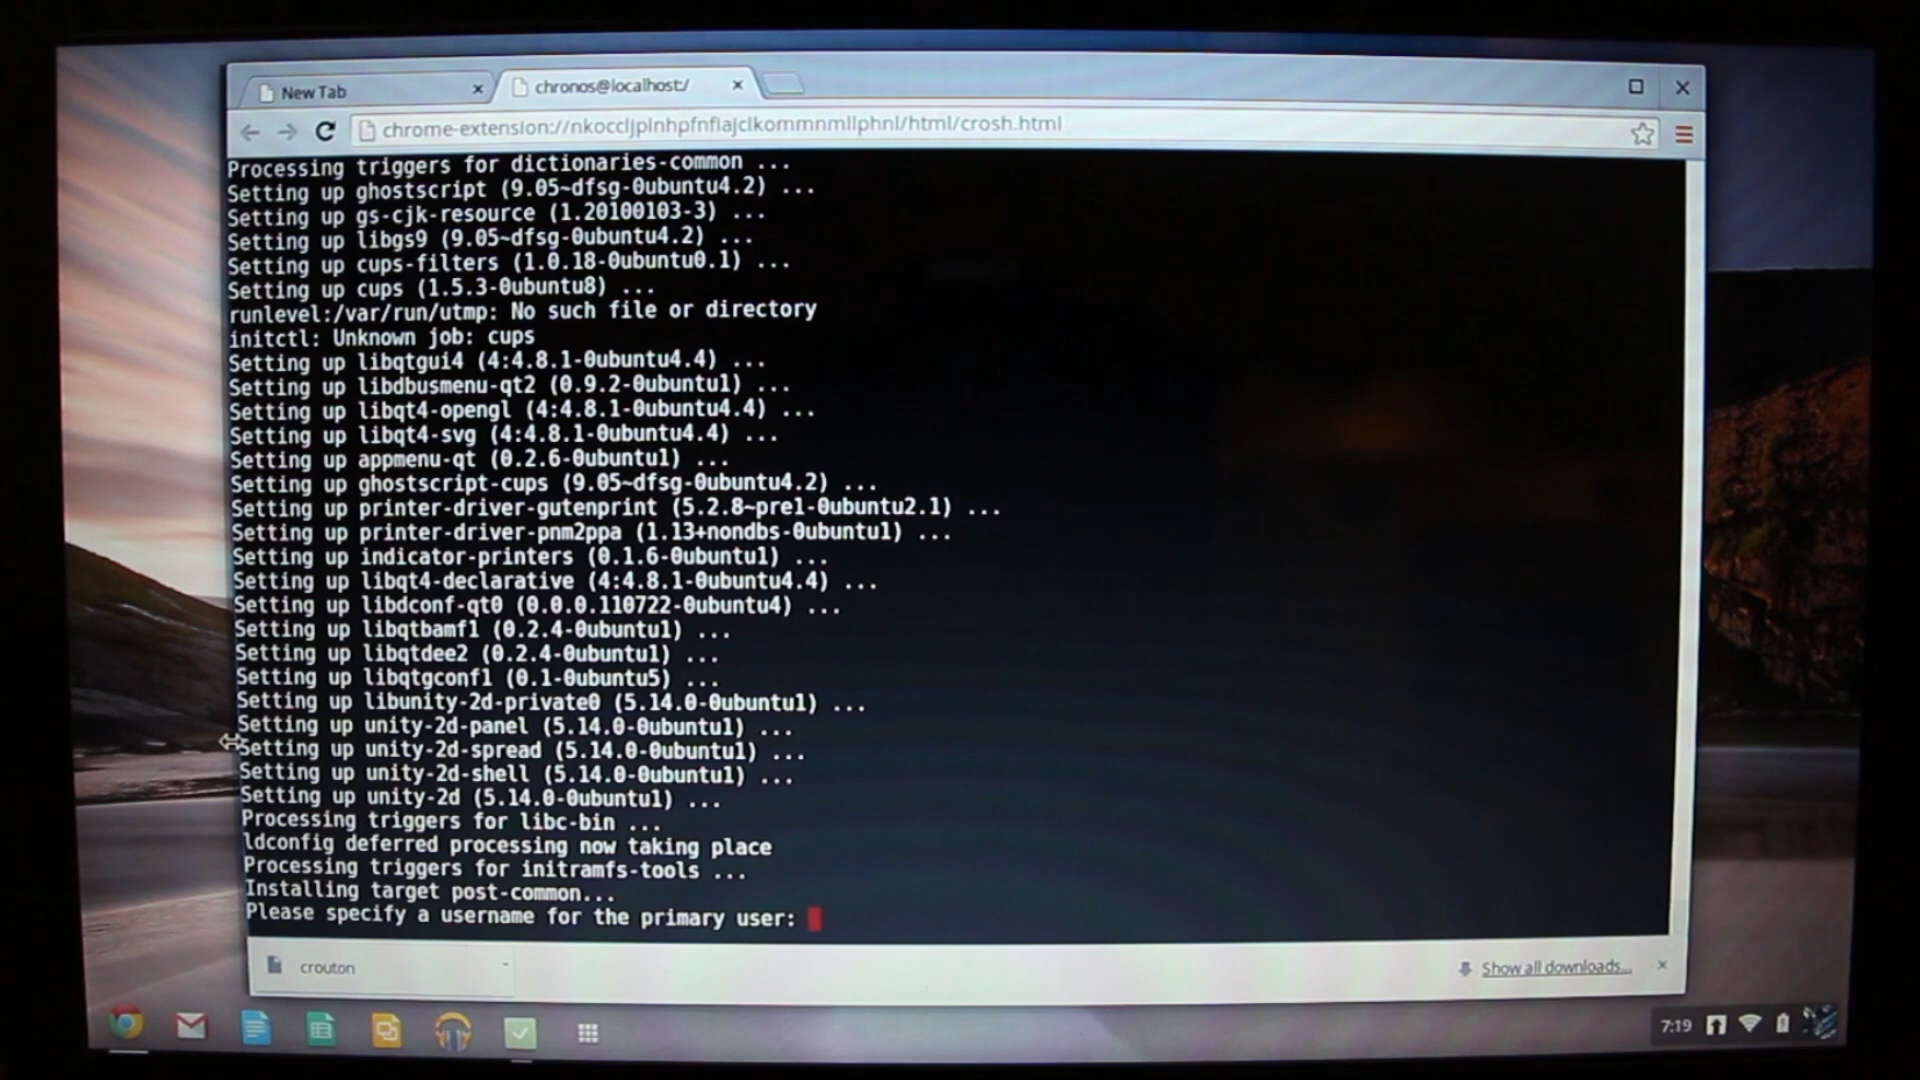 New Tab
chronos@localhost:/
chrome-extension://nkoccljplnhpfnfiajclkommnmllphnl/html/crosh.html
Processing triggers for dictionaries-common ...
Setting up ghostscript (9.05~dfsg-0ubuntu4.2) ...
Setting up gs-cjk-resource (1.20100103-3) ...
Setting up libgs9 (9.05~dfsg-0ubuntu4.2) ...
Setting up cups-filters (1.0.18-0ubuntu0.1) ...
Setting up cups (1.5.3-0ubuntu8) ...
runlevel:/var/run/utmp: No such file or directory
initctl: Unknown job: cups
Setting up libqtgui4 (4:4.8.1-0ubuntu4.4) ...
Setting up libdbusmenu-qt2 (0.9.2-0ubuntu1) ...
Setting up libqt4-opengl (4:4.8.1-0ubuntu4.4) ...
Setting up libqt4-svg (4:4.8.1-0ubuntu4.4) ...
Setting up appmenu-qt (0.2.6-0ubuntu1) ...
Setting up ghostscript-cups (9.05~dfsg-0ubuntu4.2) ...
Setting up printer-driver-gutenprint (5.2.8~pre1-0ubuntu2.1) ...
Setting up printer-driver-pnm2ppa (1.13+nondbs-0ubuntu1) ...
Setting up indicator-printers (0.1.6-0ubuntu1) ...
Setting up libqt4-declarative (4:4.8.1-0ubuntu4.4) ...
Setting up libdconf-qt0 (0.0.0.110722-0ubuntu4) ...
Setting up libqtbamf1 (0.2.4-0ubuntu1) ...
Setting up libqtdee2 (0.2.4-0ubuntu1) ...
Setting up libqtgconf1 (0.1-0ubuntu5) ...
Setting up libunity-2d-private0 (5.14.0-0ubuntu1) ...
Setting up unity-2d-panel (5.14.0-0ubuntu1) ...
Setting up unity-2d-spread (5.14.0-0ubuntu1) ...
Setting up unity-2d-shell (5.14.0-0ubuntu1) ...
Setting up unity-2d (5.14.0-0ubuntu1) ...
Processing triggers for libc-bin ...
ldconfig deferred processing now taking place
Processing triggers for initramfs-tools ...
Installing target post-common...
Please specify a username for the primary user:
crouton
Show all downloads...
7:19